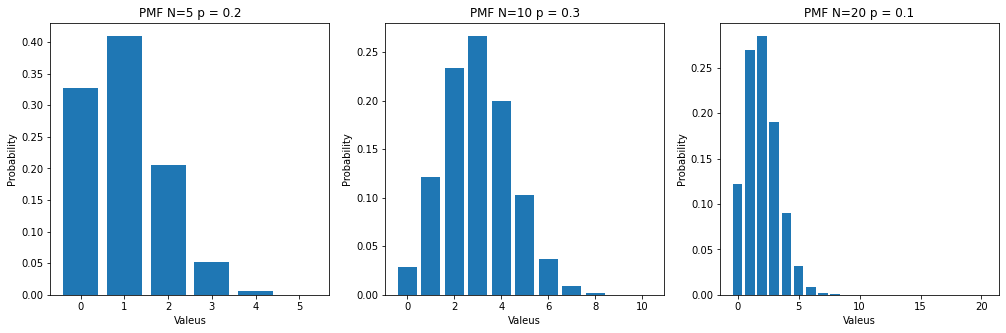 PMF N=5 p = 0.2
0.40
0.35
0.30
0.25
0.20
0.15
0.10
0.05
0.00
Probability
0 1 2 3 4 5
Valeus
PMF N=10 p = 0.3
0.25
0.20
0.15
0.10
0.05
0.00
Probability
0 2 4 6 8 10
Valeus
PMF N=20 p = 0.1
0.25
0.20
0.15
0.10
0.05
0.00
Probability
0 5 10 15 20
Valeus